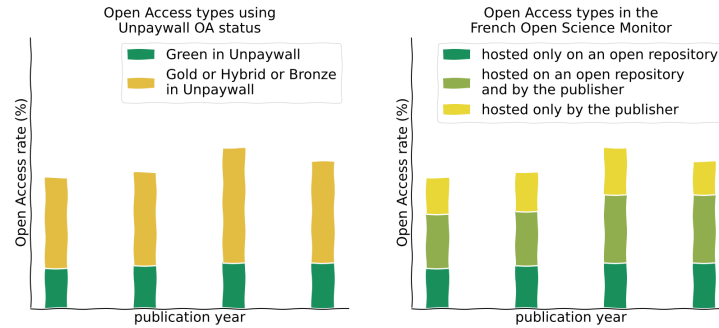 Open Access types using
Unpaywall OA status
Green in Unpaywall
Gold or Hybrid or Bronze
in Unpaywall
Open Access rate (%)
publication year
Open Access types in the
French Open Science Monitor
hosted only on an open repository
hosted on an open repository
and by the publisher
hosted only by the publisher
Open Access rate (%)
publication year